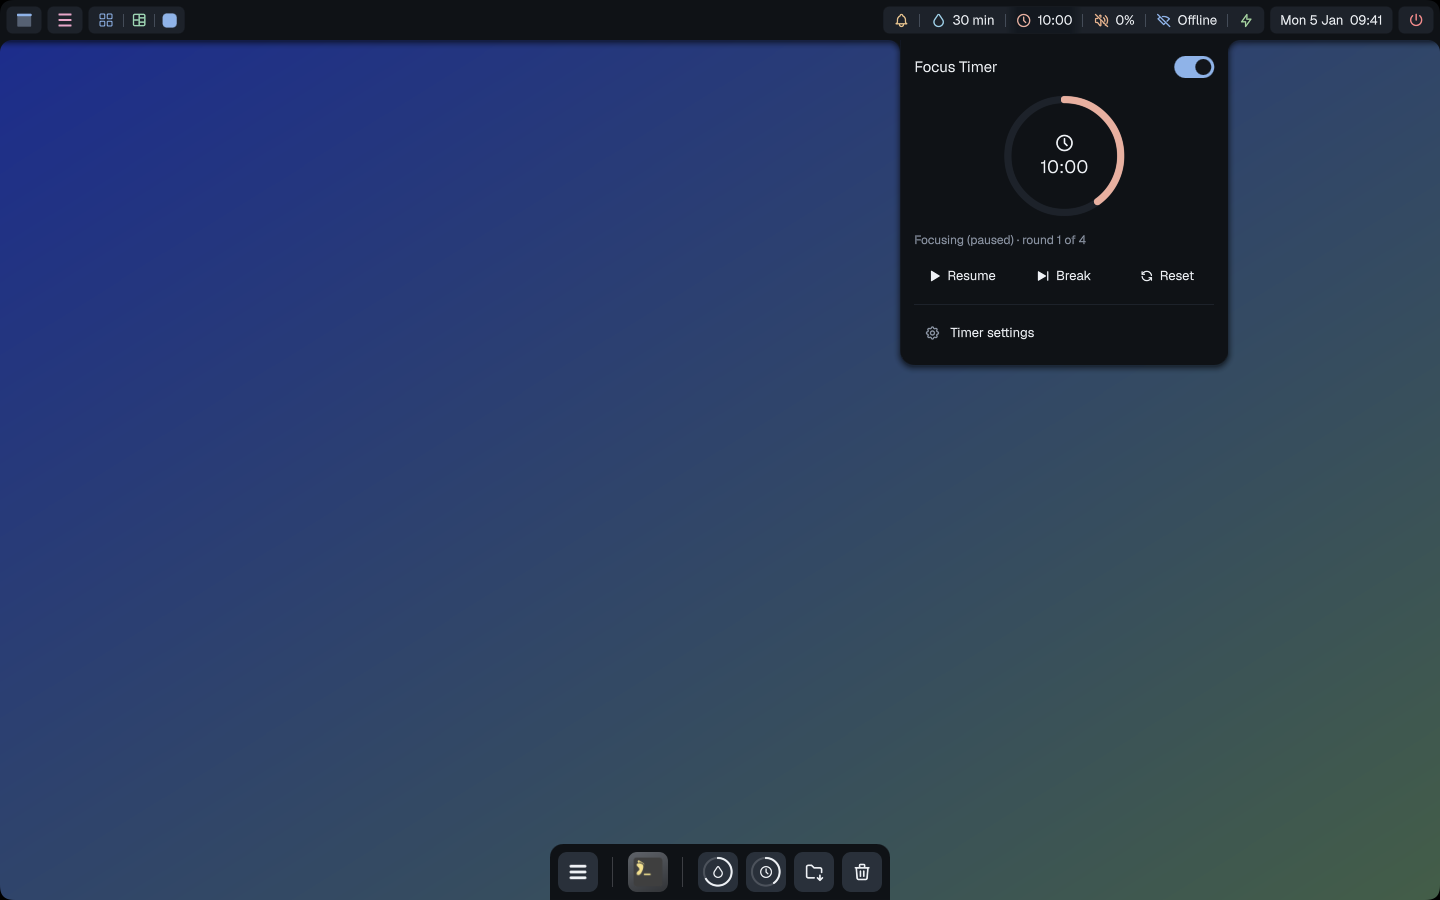 30 min 10:00 0% Offline Mon 5 Jan 09:41
Focus Timer
10:00
Focusing (paused) · round 1 of 4
Resume Break Reset
Timer settings